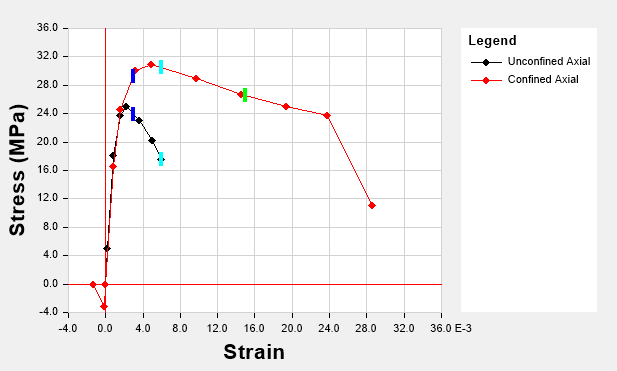 36.0
32.0
28.0
24.0
20.0
16.0
12.0
8.0
4.0
0.0
-4.0
Stress (MPa)
-4.0 0.0 4.0 8.0 12.0 16.0 20.0 24.0 28.0 32.0 36.0 E-3
Strain
Legend
Unconfined Axial
Confined Axial